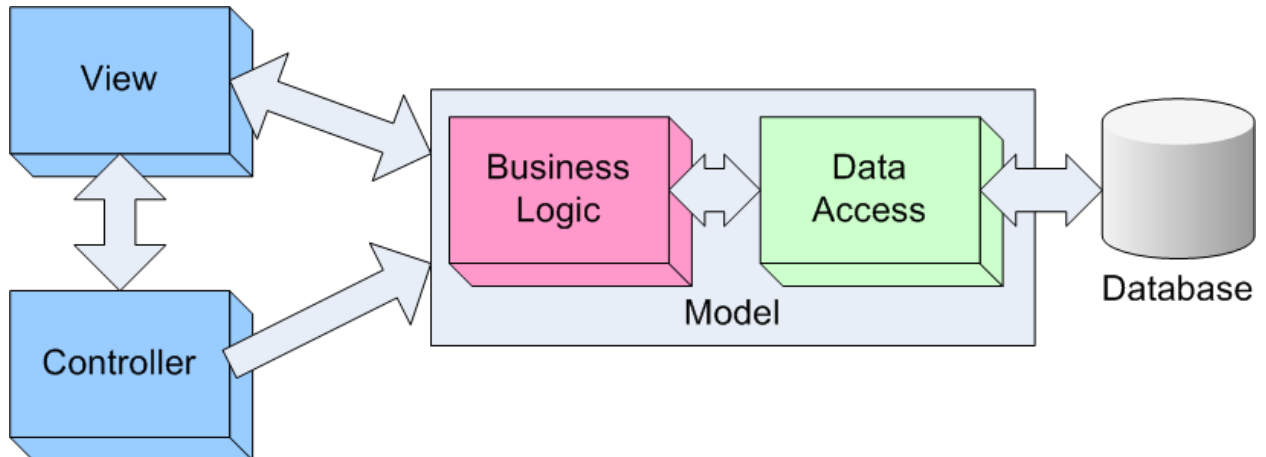 View
Controller
Business
Logic
Data
Access
Model
Database